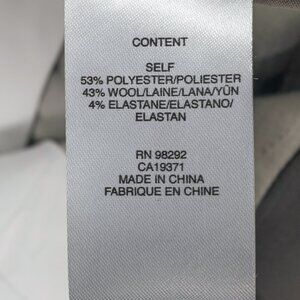 CONTENT
SELF
53% POLYESTER/POLIESTER
43% WOOL/LAINE/LANA/YÜN
4% ELASTANE/ELASTANO/
ELASTAN
RN 98292
CA19371
MADE IN CHINA
FABRIQUE EN CHINE